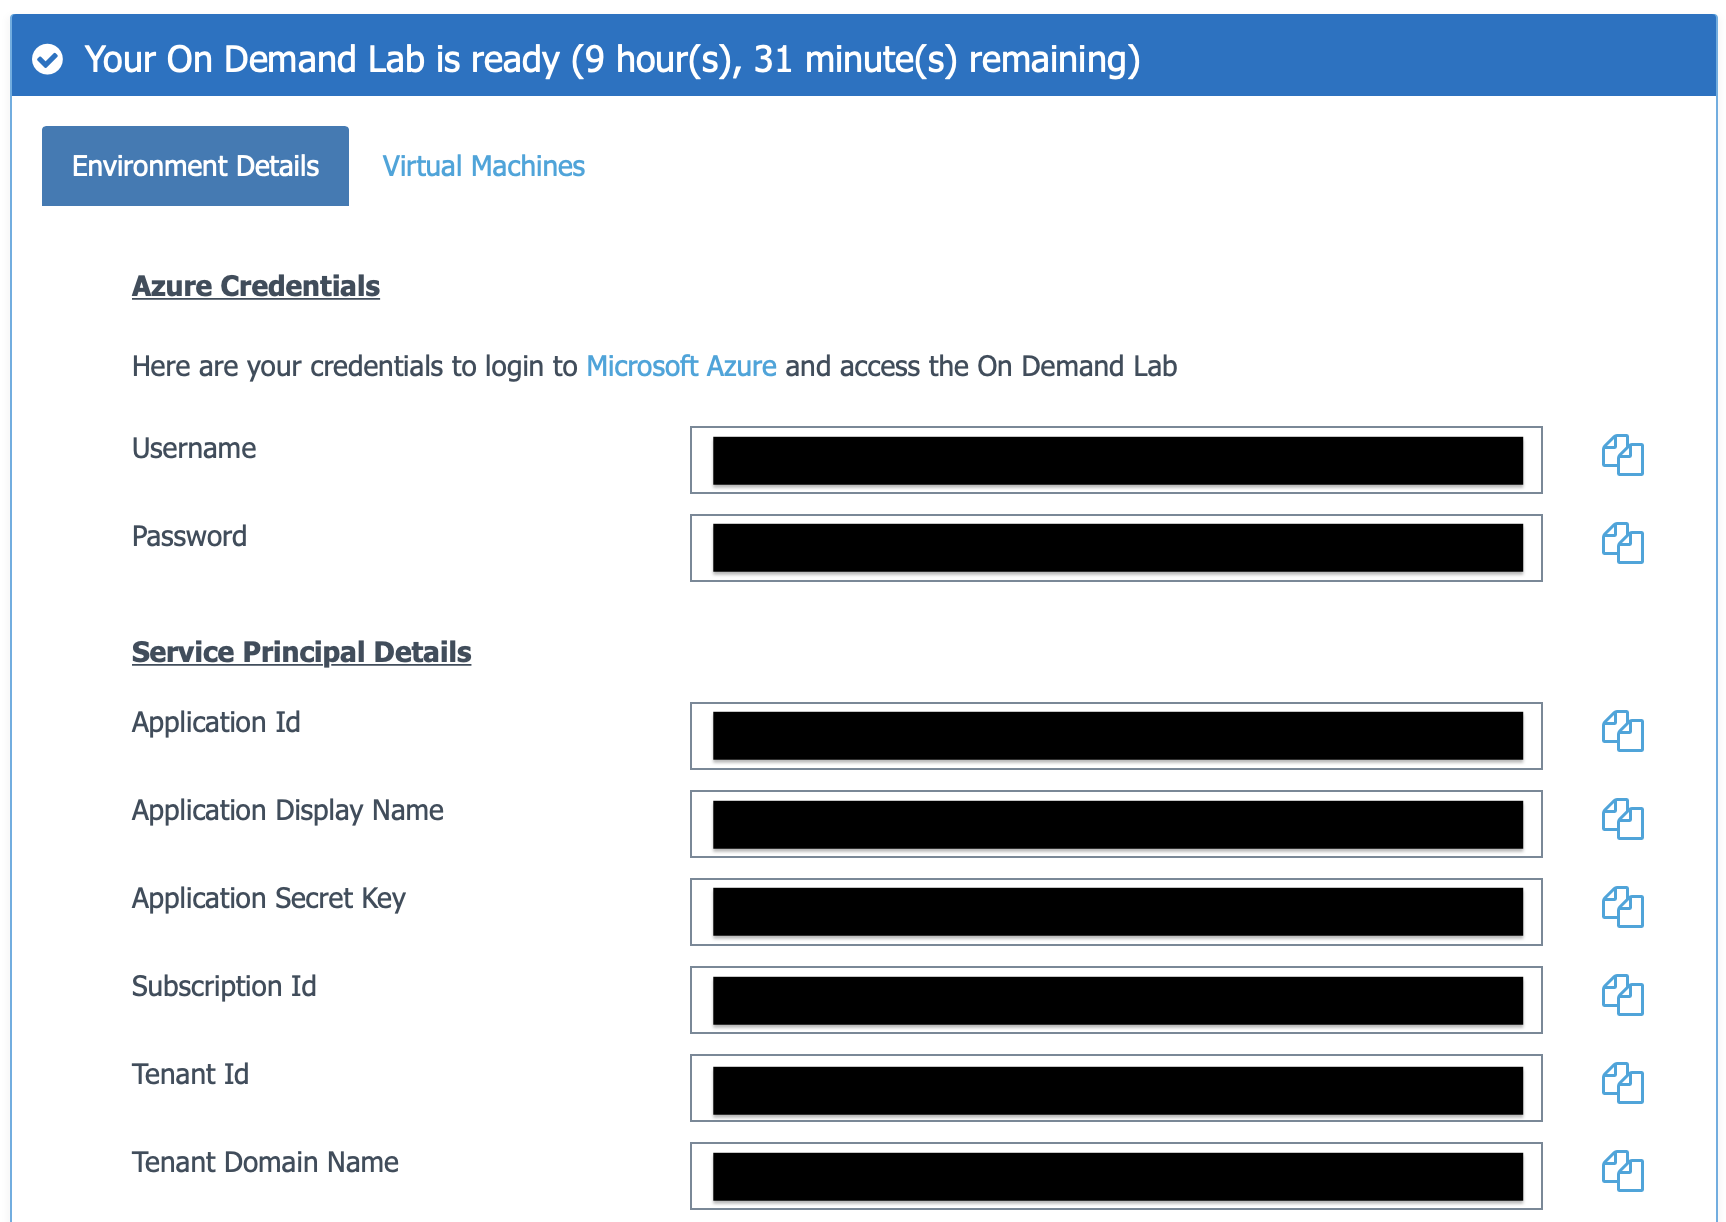 Your On Demand Lab is ready (9 hour(s), 31 minute(s) remaining)
Environment Details
Virtual Machines
Azure Credentials
Here are your credentials to login to Microsoft Azure and access the On Demand Lab
Username
Password
Service Principal Details
Application Id
Application Display Name
Application Secret Key
Subscription Id
Tenant Id
Tenant Domain Name